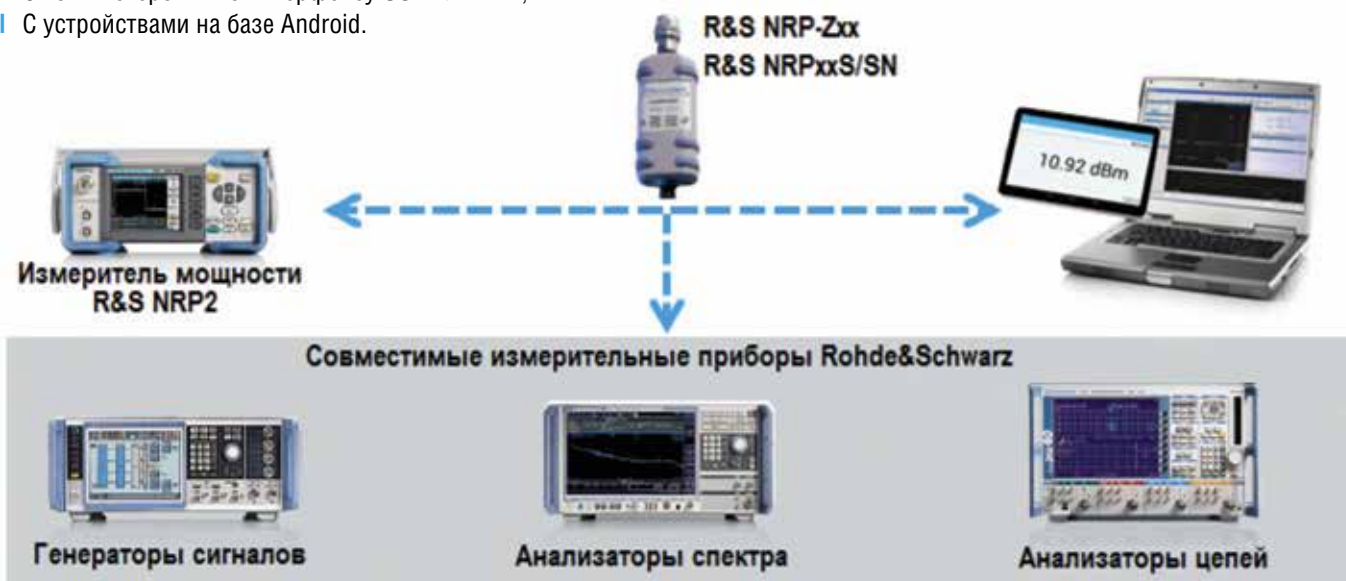 С устройствами на базе Android.
R&S NRP-Zxx
R&S NRPxxS/SN
10.92 dBm
Измеритель мощности
R&S NRP2
Совместимые измерительные приборы Rohde&Schwarz
Генераторы сигналов
Анализаторы спектра
Анализаторы цепей